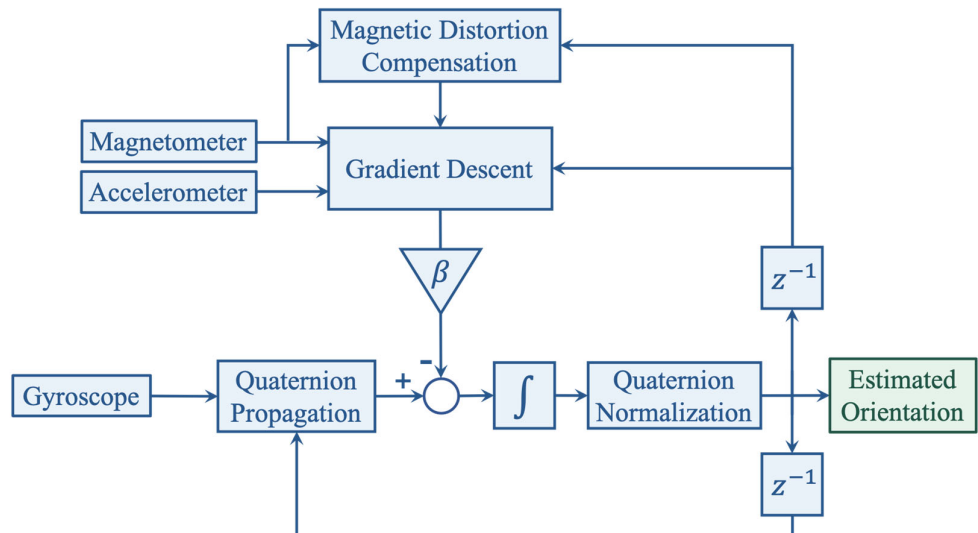 Magnetic Distortion
Compensation
Magnetometer
Gradient Descent
Accelerometer
β
z⁻¹
-
+
Gyroscope
Quaternion
Propagation
∫
Quaternion
Normalization
Estimated
Orientation
z⁻¹